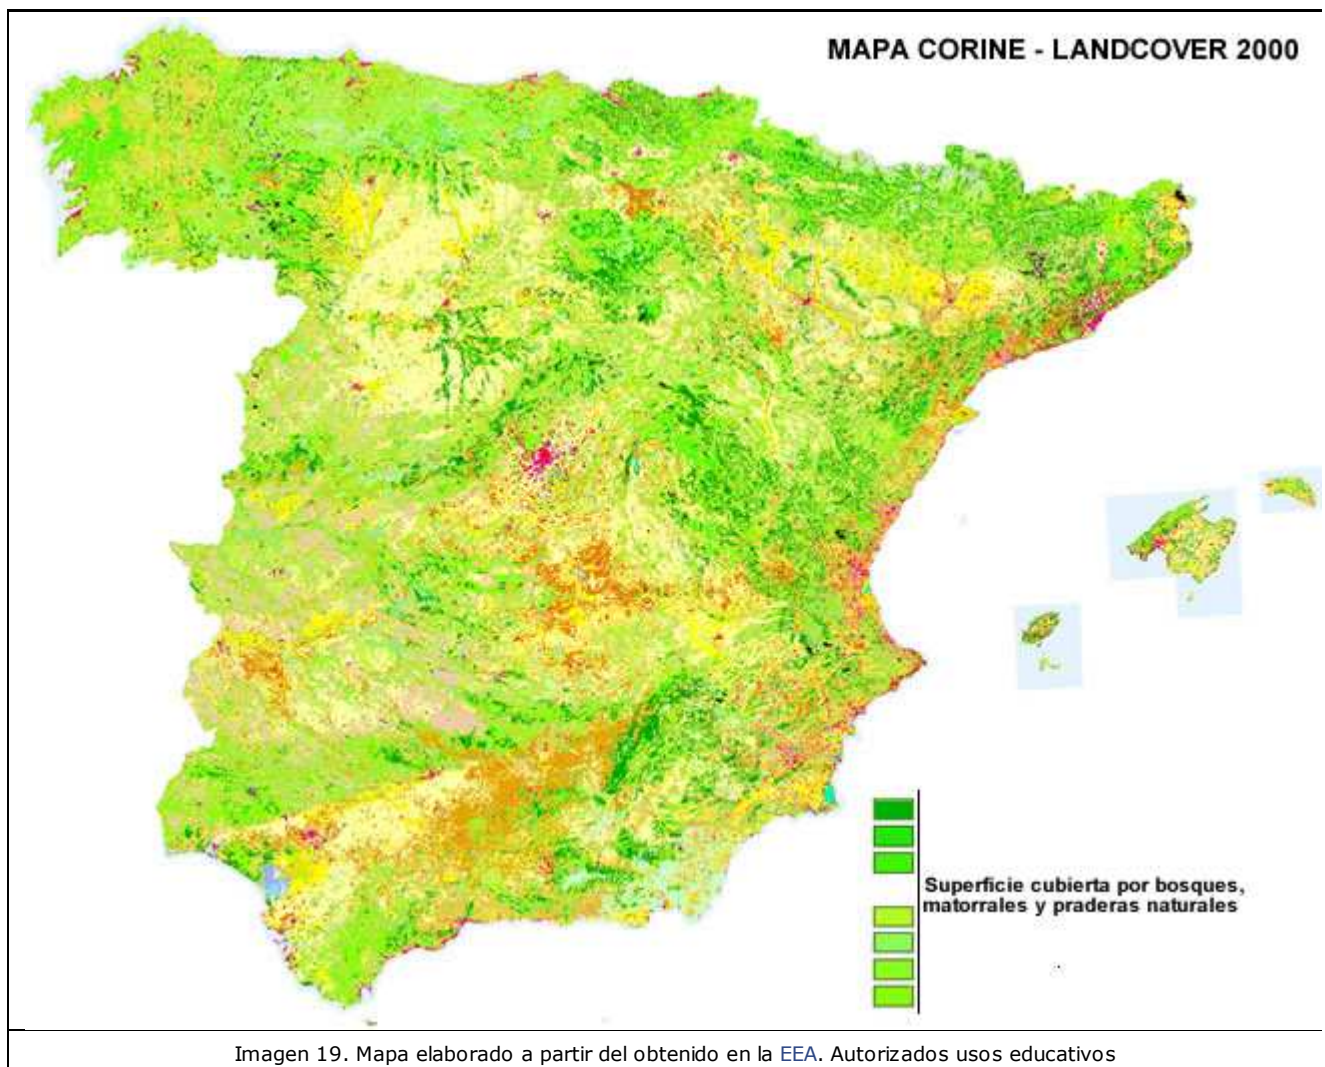 MAPA CORINE - LANDCOVER 2000
Superficie cubierta por bosques,
matorrales y praderas naturales
Imagen 19. Mapa elaborado a partir del obtenido en la EEA. Autorizados usos educativos